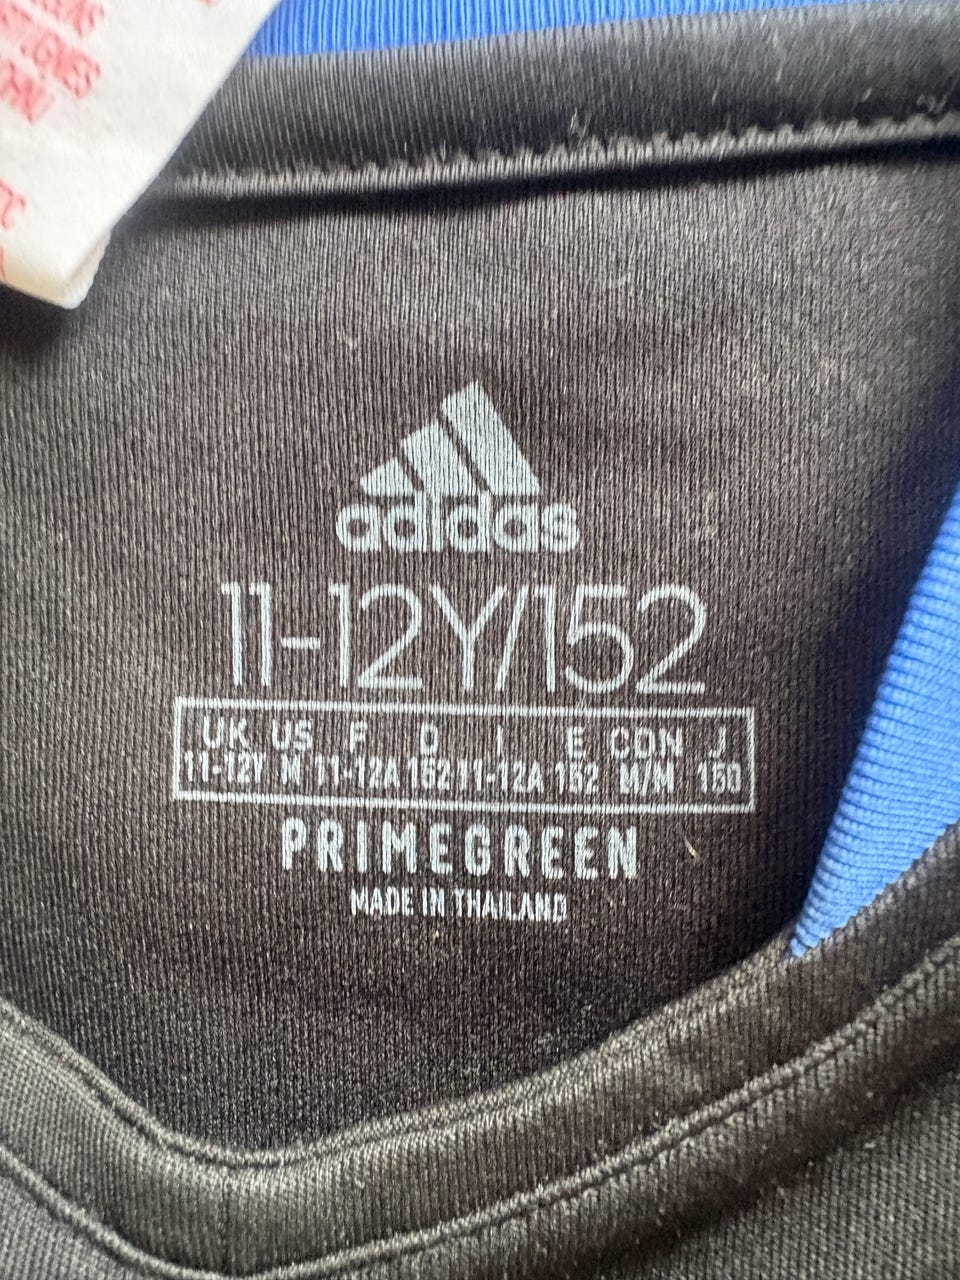 adidas
11-12Y/152
UK US F D I E CDN J
11-12Y M 11-12A 152 11-12A 152 M/M 150
PRIMEGREEN
MADE IN THAILAND